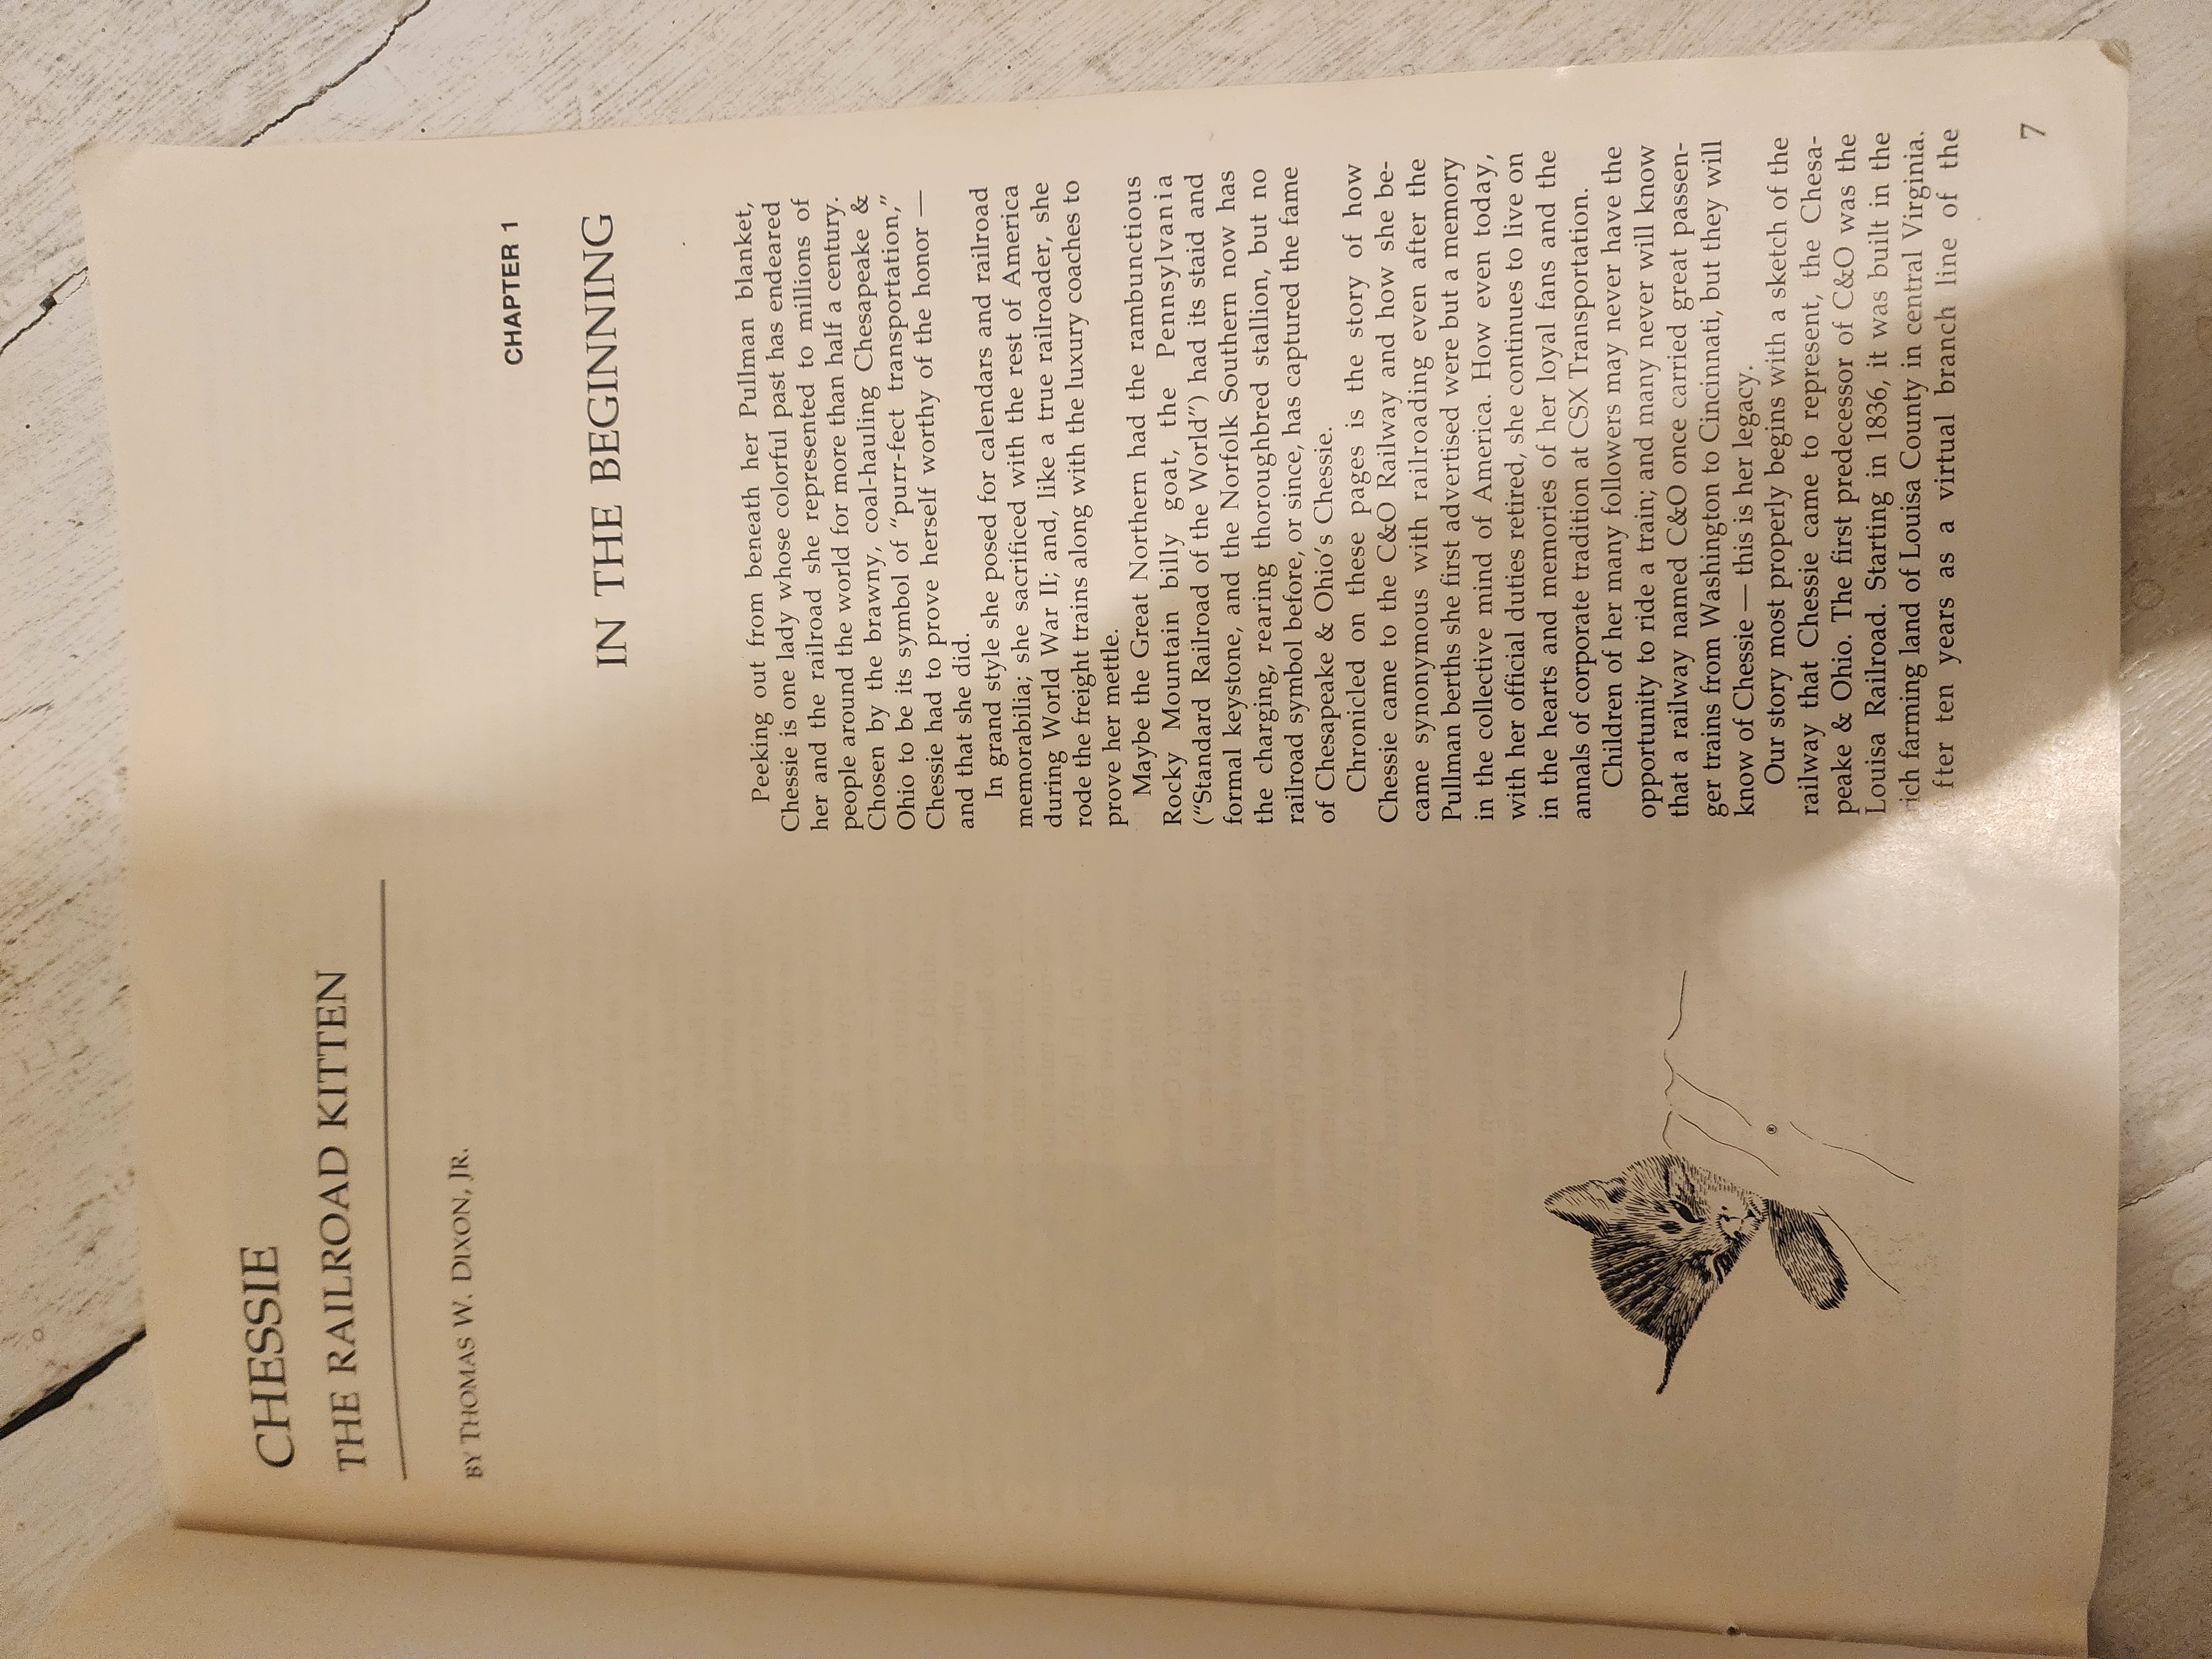 CHESSIE
THE RAILROAD KITTEN
BY THOMAS W. DIXON, JR.
CHAPTER 1
IN THE BEGINNING
Peeking out from beneath her Pullman blanket,
Chessie is one lady whose colorful past has endeared
her and the railroad she represented to millions of
people around the world for more than half a century.
Chosen by the brawny, coal-hauling Chesapeake &
Ohio to be its symbol of “purr-fect transportation,”
Chessie had to prove herself worthy of the honor —
and that she did.
In grand style she posed for calendars and railroad
memorabilia; she sacrificed with the rest of America
during World War II; and, like a true railroader, she
rode the freight trains along with the luxury coaches to
prove her mettle.
Maybe the Great Northern had the rambunctious
Rocky Mountain billy goat, the Pennsylvania
(“Standard Railroad of the World”) had its staid and
formal keystone, and the Norfolk Southern now has
the charging, rearing thoroughbred stallion, but no
railroad symbol before, or since, has captured the fame
of Chesapeake & Ohio’s Chessie.
Chronicled on these pages is the story of how
Chessie came to the C&O Railway and how she be-
came synonymous with railroading even after the
Pullman berths she first advertised were but a memory
in the collective mind of America. How even today,
with her official duties retired, she continues to live on
in the hearts and memories of her loyal fans and the
annals of corporate tradition at CSX Transportation.
Children of her many followers may never have the
opportunity to ride a train; and many never will know
that a railway named C&O once carried great passen-
ger trains from Washington to Cincinnati, but they will
know of Chessie — this is her legacy.
Our story most properly begins with a sketch of the
railway that Chessie came to represent, the Chesa-
peake & Ohio. The first predecessor of C&O was the
Louisa Railroad. Starting in 1836, it was built in the
rich farming land of Louisa County in central Virginia.
fter ten years as a virtual branch line of the
®
7